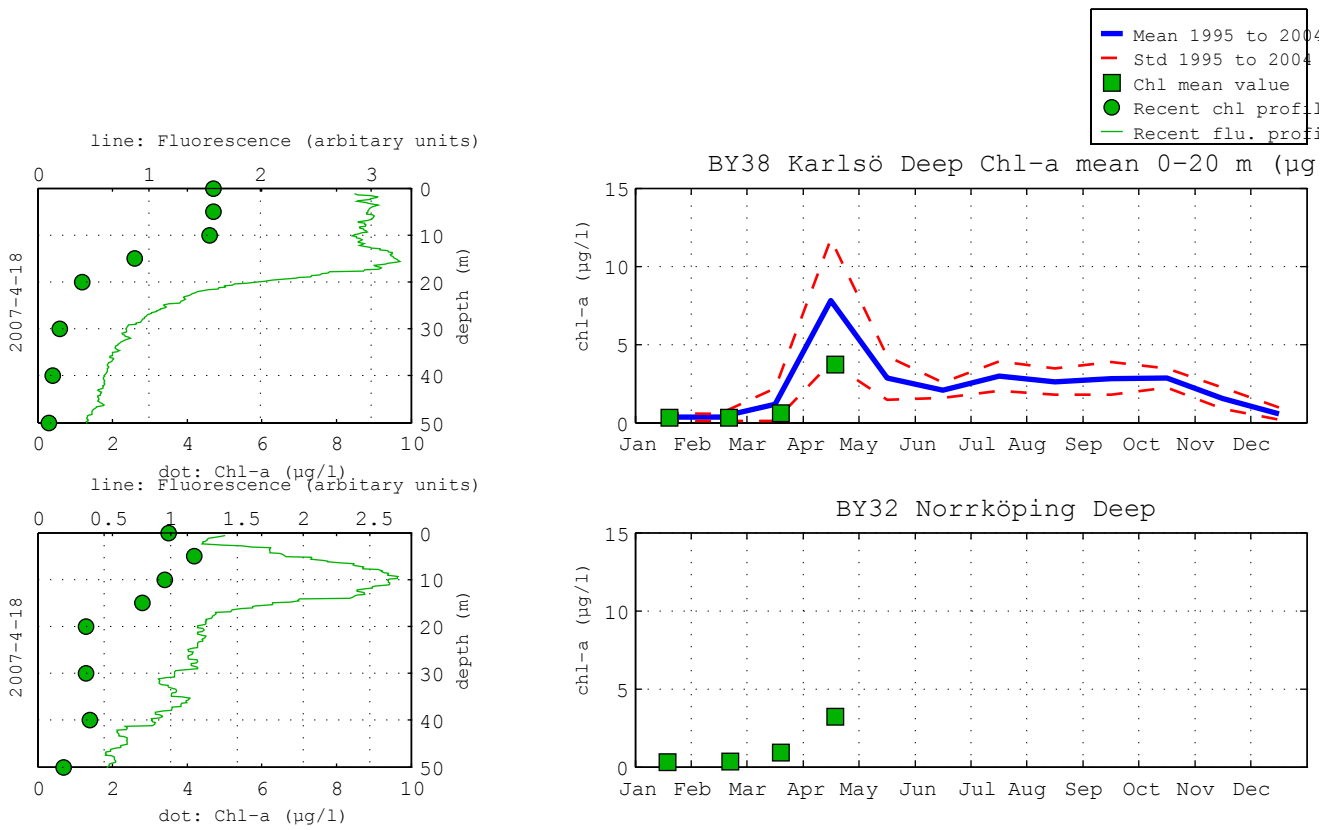 Mean 1995 to 2004
Std 1995 to 2004
Chl mean value
Recent chl profil
Recent flu. profi
line: Fluorescence (arbitary units)
0 1 2 3
BY38 Karlsö Deep Chl-a mean 0-20 m (µg
2007-4-18
0
10
20
30
40
50
depth (m)
0 2 4 6 8 10
dot: Chl-a (µg/l)
chl-a (µg/l)
15
10
5
0
Jan Feb Mar Apr May Jun Jul Aug Sep Oct Nov Dec
line: Fluorescence (arbitary units)
0 0.5 1 1.5 2 2.5
BY32 Norrköping Deep
2007-4-18
0
10
20
30
40
50
depth (m)
0 2 4 6 8 10
dot: Chl-a (µg/l)
chl-a (µg/l)
15
10
5
0
Jan Feb Mar Apr May Jun Jul Aug Sep Oct Nov Dec